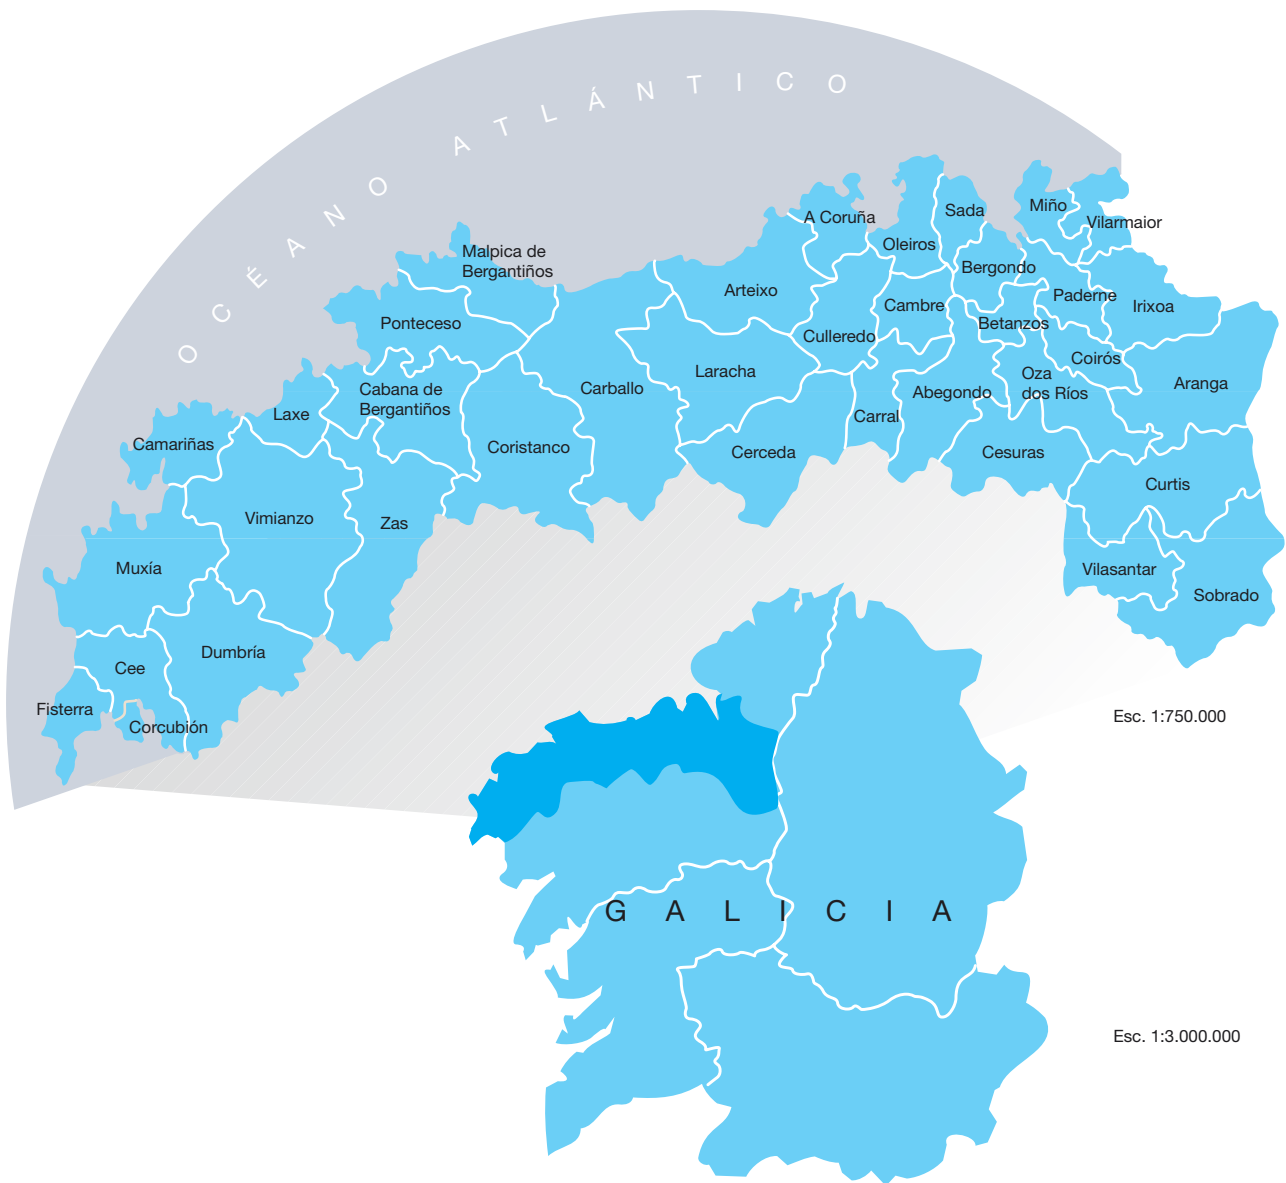 OCÉANO ATLÁNTICO
A Coruña
Sada
Miño
Vilarmaior
Oleiros
Malpica de
Bergantiños
Bergondo
Arteixo
Paderne
Irixoa
Cambre
Ponteceso
Betanzos
Culleredo
Coirós
Laracha
Oza
dos Ríos
Aranga
Cabana de
Bergantiños
Carballo
Abegondo
Laxe
Carral
Camariñas
Coristanco
Cerceda
Cesuras
Curtis
Vimianzo
Zas
Muxía
Vilasantar
Sobrado
Dumbría
Cee
Fisterra
Corcubión
Esc. 1:750.000
GALICIA
Esc. 1:3.000.000